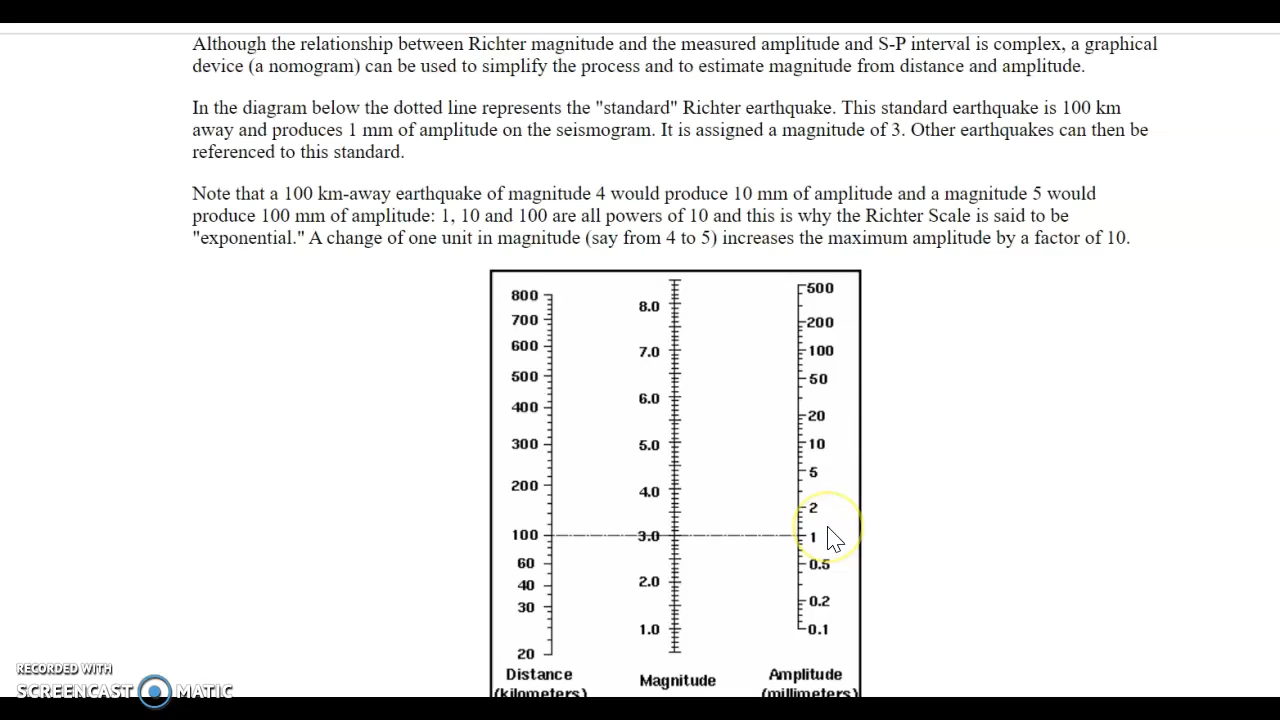 Although the relationship between Richter magnitude and the measured amplitude and S-P interval is complex, a graphical
device (a nomogram) can be used to simplify the process and to estimate magnitude from distance and amplitude.
In the diagram below the dotted line represents the "standard" Richter earthquake. This standard earthquake is 100 km
away and produces 1 mm of amplitude on the seismogram. It is assigned a magnitude of 3. Other earthquakes can then be
referenced to this standard.
Note that a 100 km-away earthquake of magnitude 4 would produce 10 mm of amplitude and a magnitude 5 would
produce 100 mm of amplitude: 1, 10 and 100 are all powers of 10 and this is why the Richter Scale is said to be
"exponential." A change of one unit in magnitude (say from 4 to 5) increases the maximum amplitude by a factor of 10.
800
700
600
500
400
300
200
100
60
40
30
20
Distance
(kilometers)
8.0
7.0
6.0
5.0
4.0
3.0
2.0
1.0
Magnitude
500
200
100
50
20
10
5
2
1
0.5
0.2
0.1
Amplitude
(millimeters)
RECORDED WITH
SCREENCAST MATIC